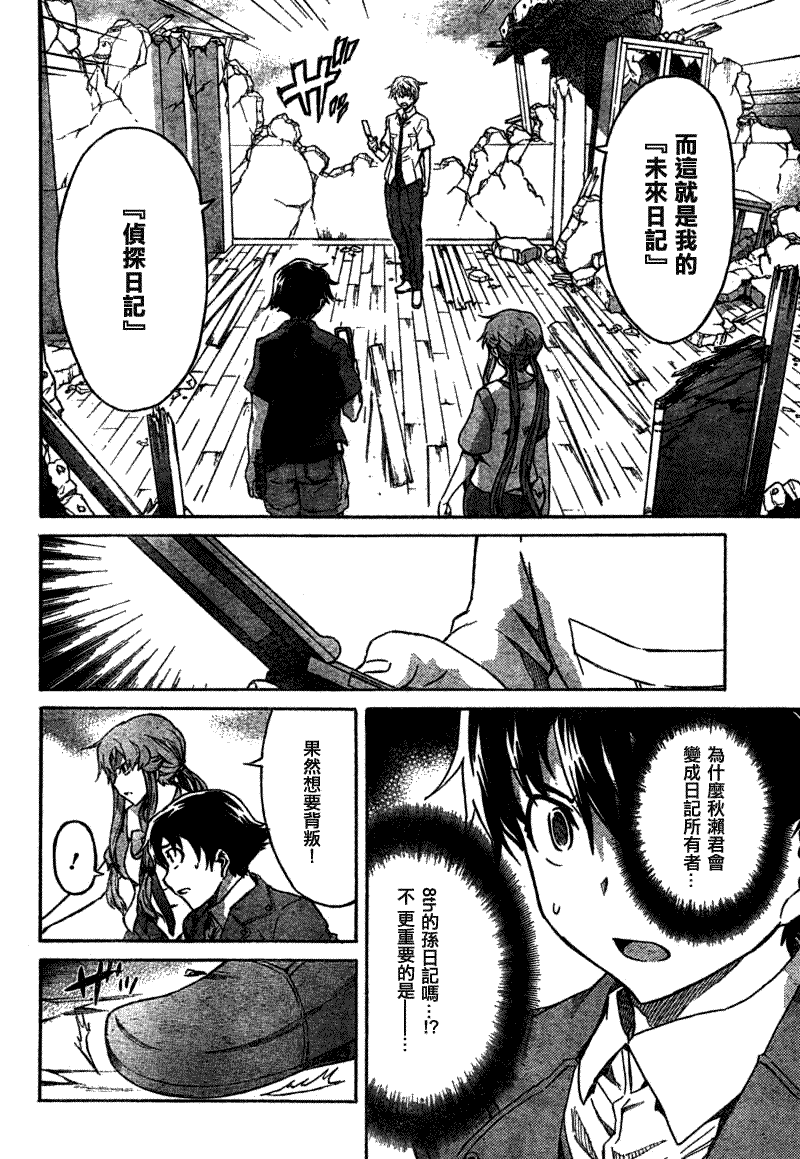 而這就是我的
『未來日記』
『偵探日記』
為什麼秋瀨君會
變成日記所有者…
8th的孫日記嗎…!?
不 更重要的是——…
果然想要背叛！
！